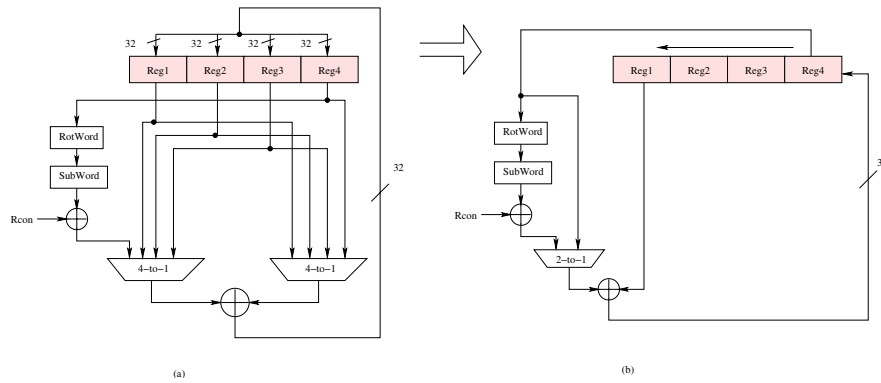 32 32 32 32
Reg1 Reg2 Reg3 Reg4
RotWord
SubWord
Rcon
4-to-1 4-to-1
32
(a)
Reg1 Reg2 Reg3 Reg4
RotWord
SubWord
Rcon
2-to-1
(b)